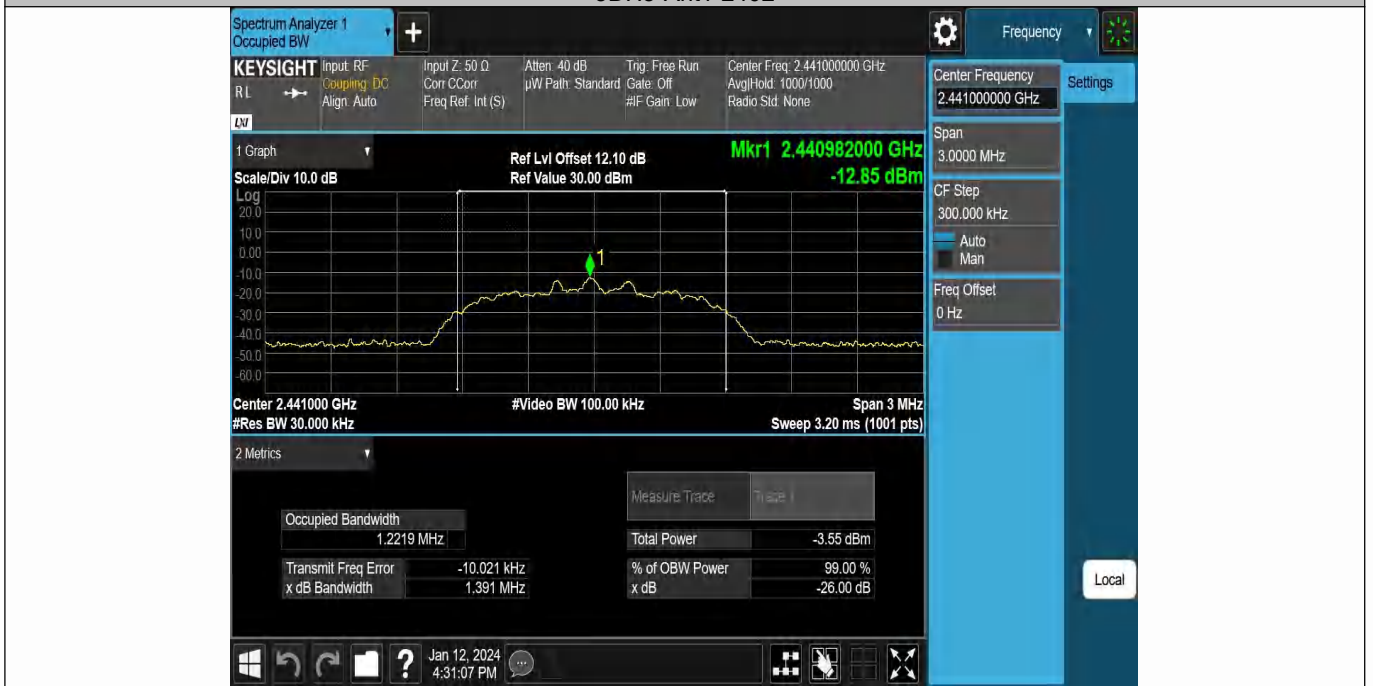 Spectrum Analyzer 1
Occupied BW
Frequency
KEYSIGHT
R L
LXI
Input: RF
Coupling: DC
Align: Auto
Input Z: 50 Ω
Corr CCorr
Freq Ref: Int (S)
Atten: 40 dB
µW Path: Standard
Trig: Free Run
Gate: Off
#IF Gain: Low
Center Freq: 2.441000000 GHz
Avg|Hold: 1000/1000
Radio Std: None
Center Frequency
2.441000000 GHz
Settings
Span
3.0000 MHz
CF Step
300.000 kHz
Auto
Man
Freq Offset
0 Hz
Local
1 Graph
Scale/Div 10.0 dB
Ref Lvl Offset 12.10 dB
Ref Value 30.00 dBm
Mkr1 2.440982000 GHz
-12.85 dBm
Log
20.0
10.0
0.00
-10.0
-20.0
-30.0
-40.0
-50.0
-60.0
1
Center 2.441000 GHz
#Video BW 100.00 kHz
Span 3 MHz
#Res BW 30.000 kHz
Sweep 3.20 ms (1001 pts)
2 Metrics
Measure Trace
Trace 1
Occupied Bandwidth
1.2219 MHz
Total Power
-3.55 dBm
Transmit Freq Error
-10.021 kHz
% of OBW Power
99.00 %
x dB Bandwidth
1.391 MHz
x dB
-26.00 dB
?
Jan 12, 2024
4:31:07 PM